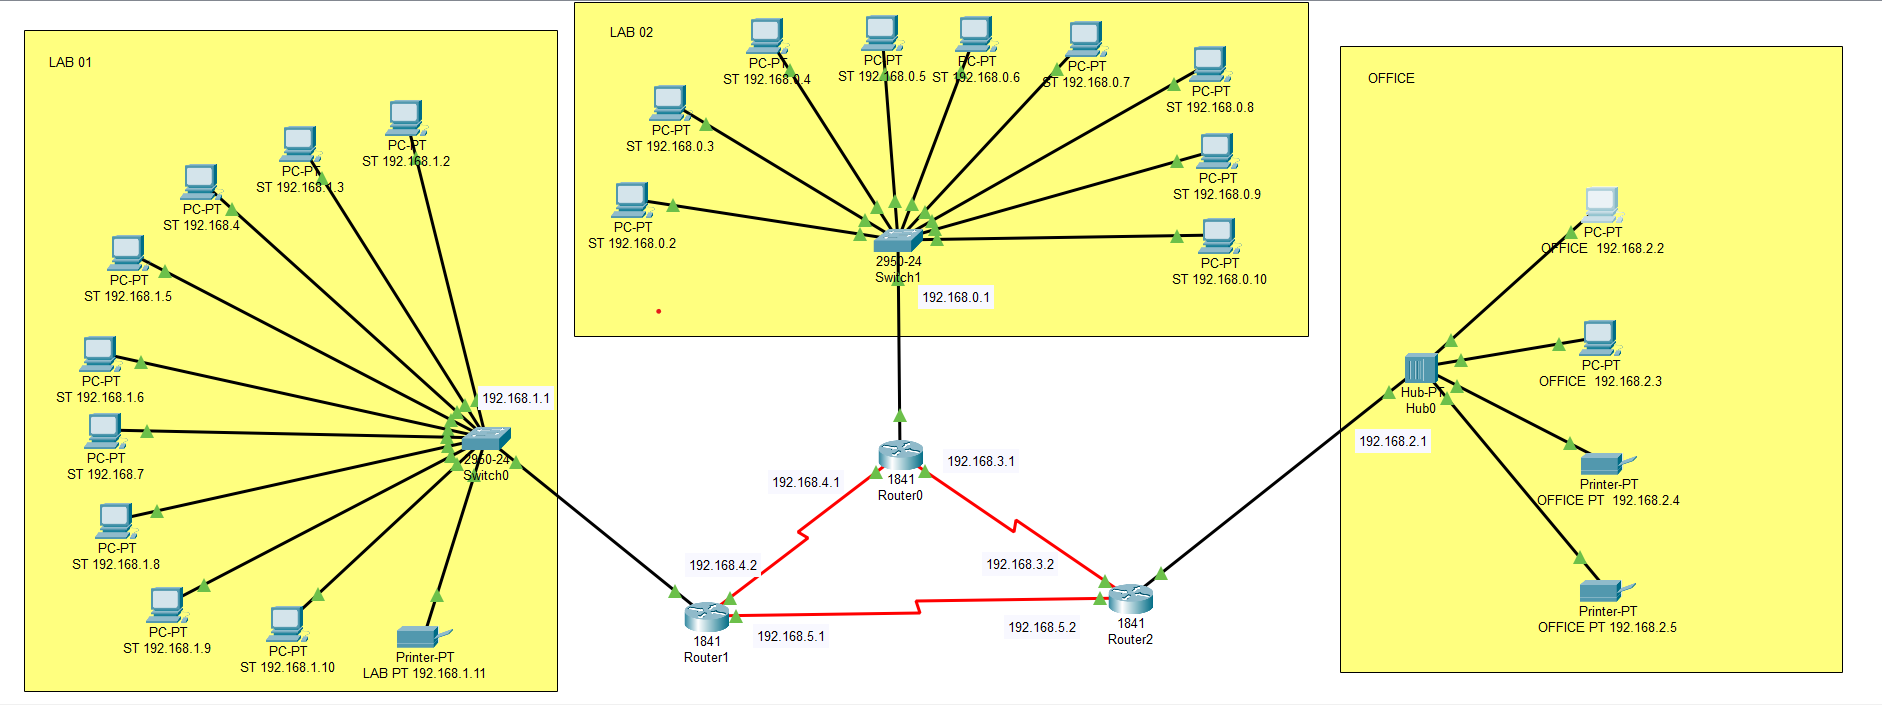 LAB 01
PC-PT
ST 192.168.1.2
PC-PT
ST 192.168.1.3
PC-PT
ST 192.168.4
PC-PT
ST 192.168.1.5
PC-PT
ST 192.168.1.6
PC-PT
ST 192.168.7
PC-PT
ST 192.168.1.8
PC-PT
ST 192.168.1.9
PC-PT
ST 192.168.1.10
Printer-PT
LAB PT 192.168.1.11
192.168.1.1
2950-24
Switch0
LAB 02
PC-PT
ST 192.168.0.2
PC-PT
ST 192.168.0.3
PC-PT
ST 192.168.0.4
PC-PT
ST 192.168.0.5
PC-PT
ST 192.168.0.6
PC-PT
ST 192.168.0.7
PC-PT
ST 192.168.0.8
PC-PT
ST 192.168.0.9
PC-PT
ST 192.168.0.10
2950-24
Switch1
192.168.0.1
192.168.4.1
1841
Router0
192.168.3.1
192.168.4.2
192.168.3.2
1841
Router1
192.168.5.1
192.168.5.2
1841
Router2
OFFICE
PC-PT
OFFICE  192.168.2.2
PC-PT
OFFICE  192.168.2.3
Hub-PT
Hub0
192.168.2.1
Printer-PT
OFFICE PT  192.168.2.4
Printer-PT
OFFICE PT 192.168.2.5